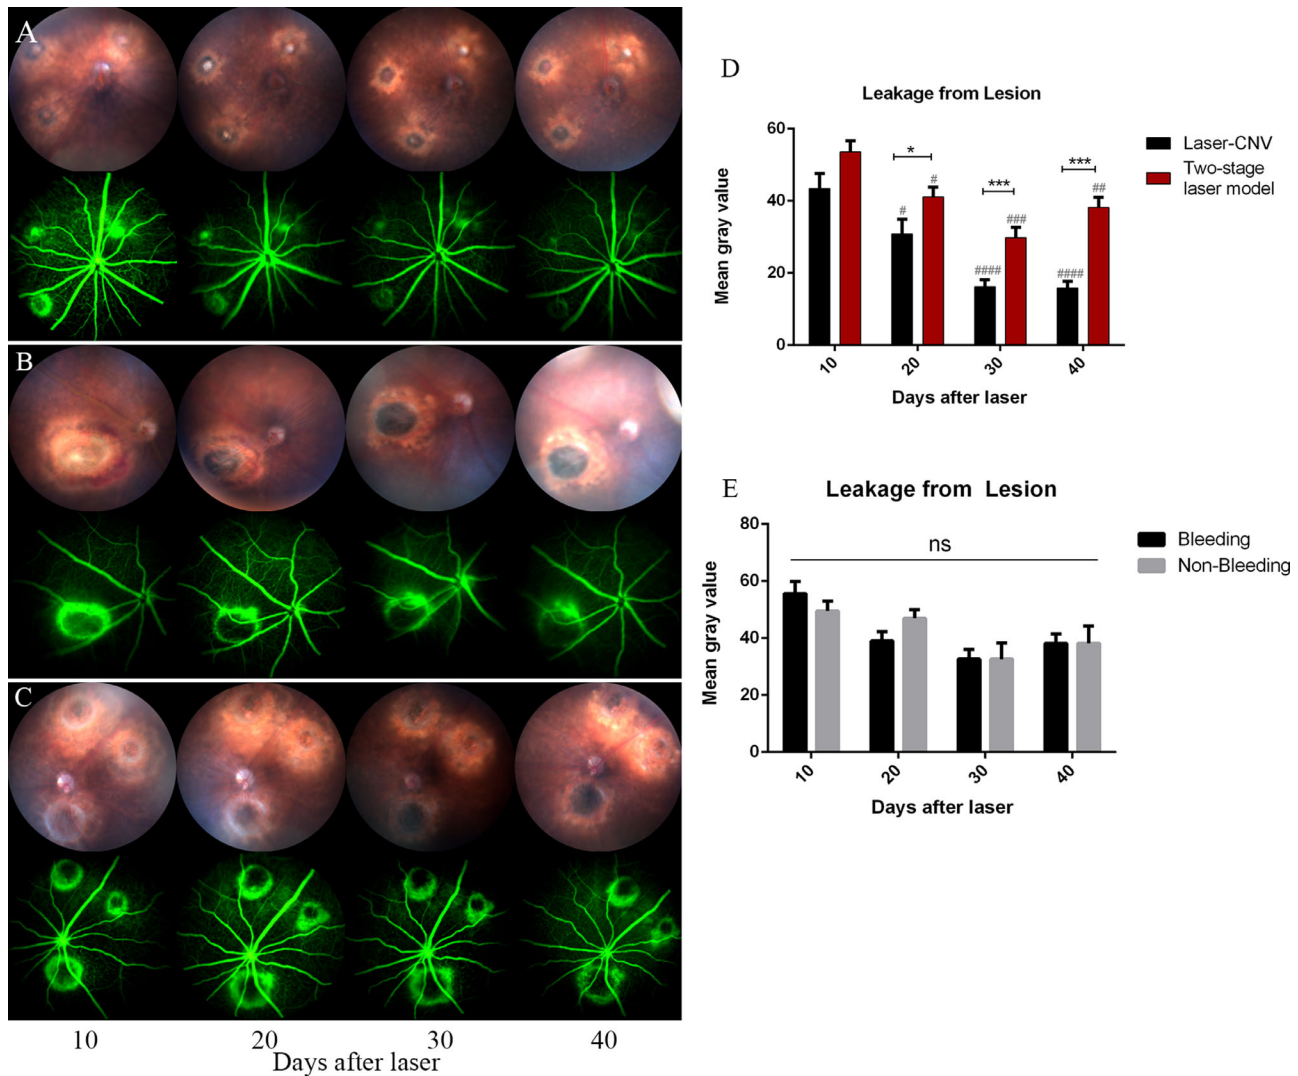 A
B
C
10 20 30 40
Days after laser
D
Leakage from Lesion
Mean gray value
60
40
20
0
* # #
*** ### ####
*** ## ####
10 20 30 40
Days after laser
Laser-CNV
Two-stage
laser model
E
Leakage from Lesion
Mean gray value
80
60
40
20
0
ns
10 20 30 40
Days after laser
Bleeding
Non-Bleeding